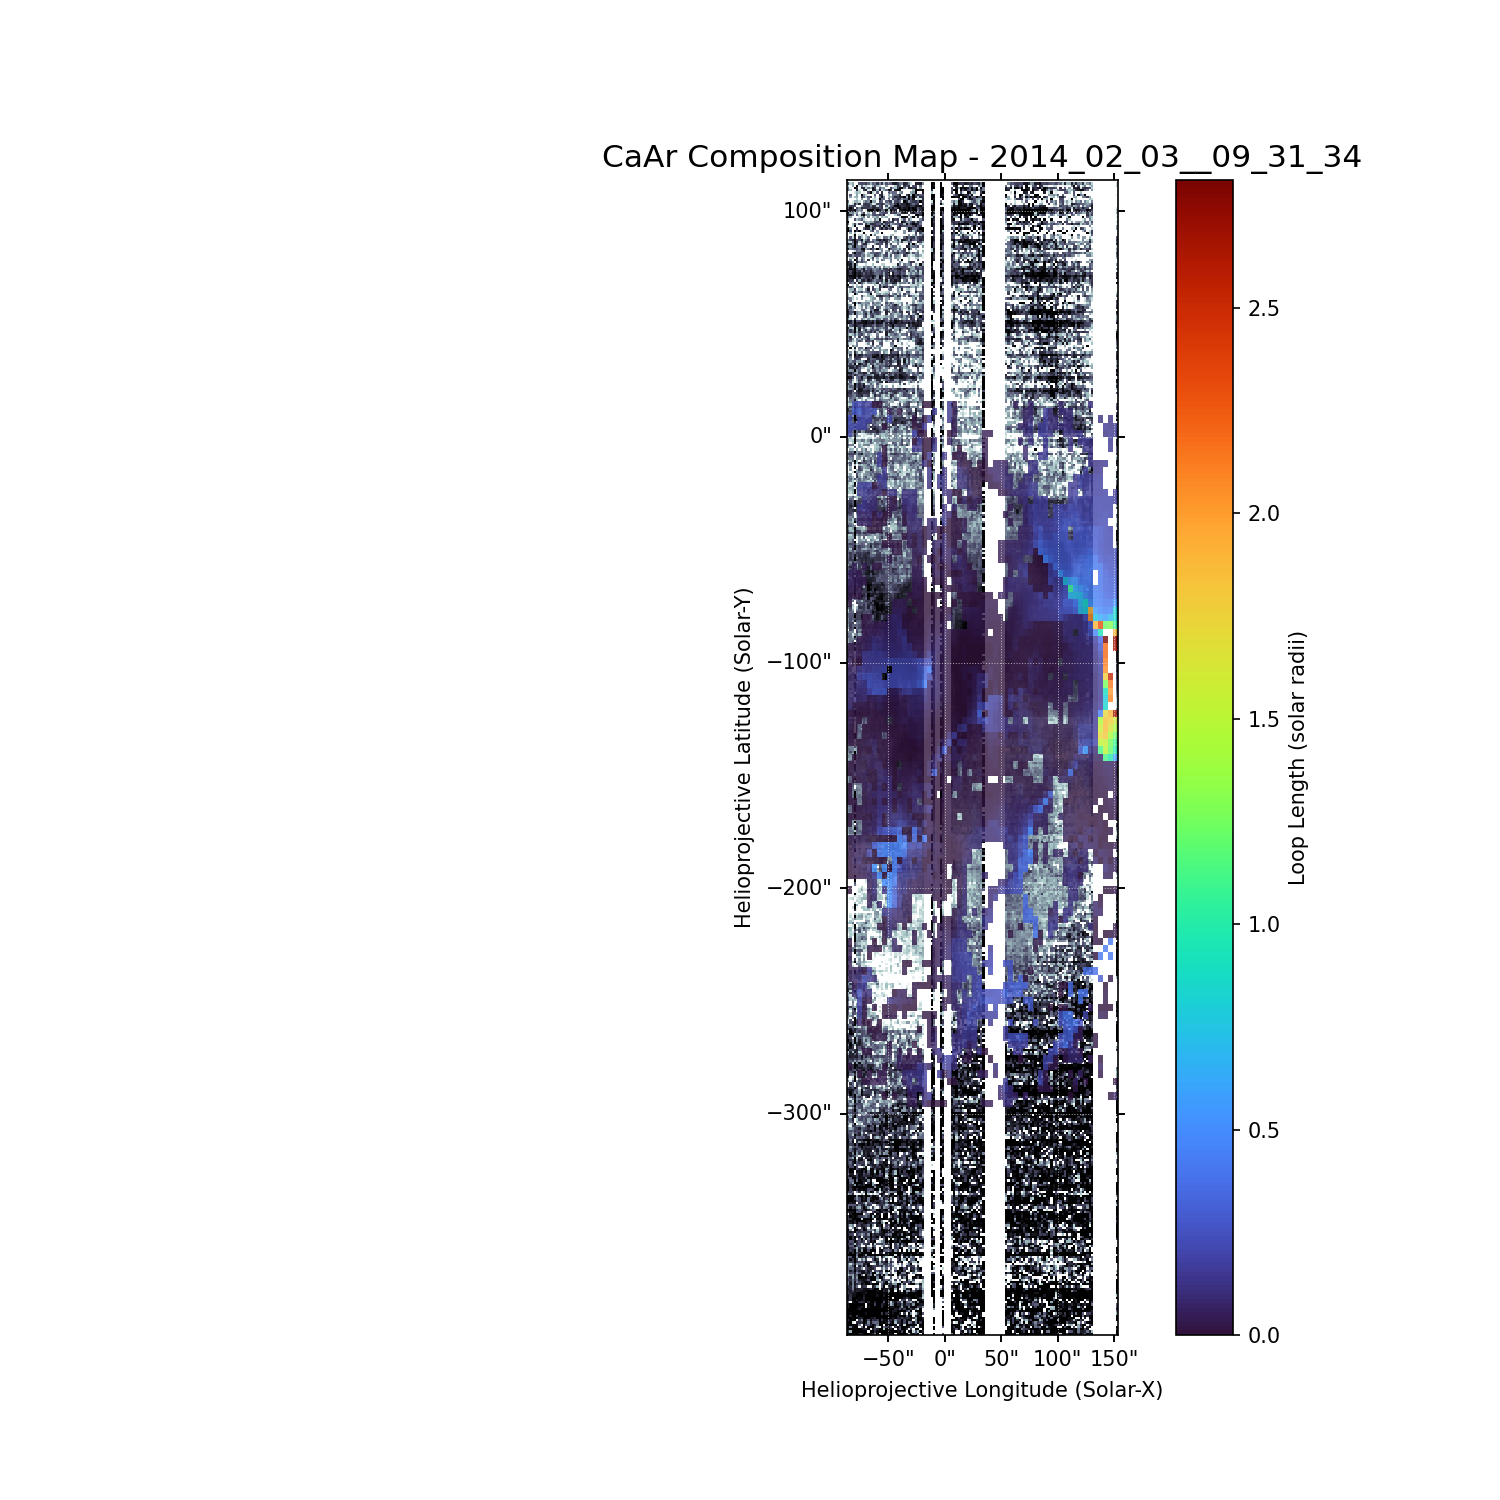 CaAr Composition Map - 2014_02_03__09_31_34
100"
0"
−100"
−200"
−300"
Helioprojective Latitude (Solar-Y)
−50" 0" 50" 100" 150"
Helioprojective Longitude (Solar-X)
2.5
2.0
1.5
1.0
0.5
0.0
Loop Length (solar radii)